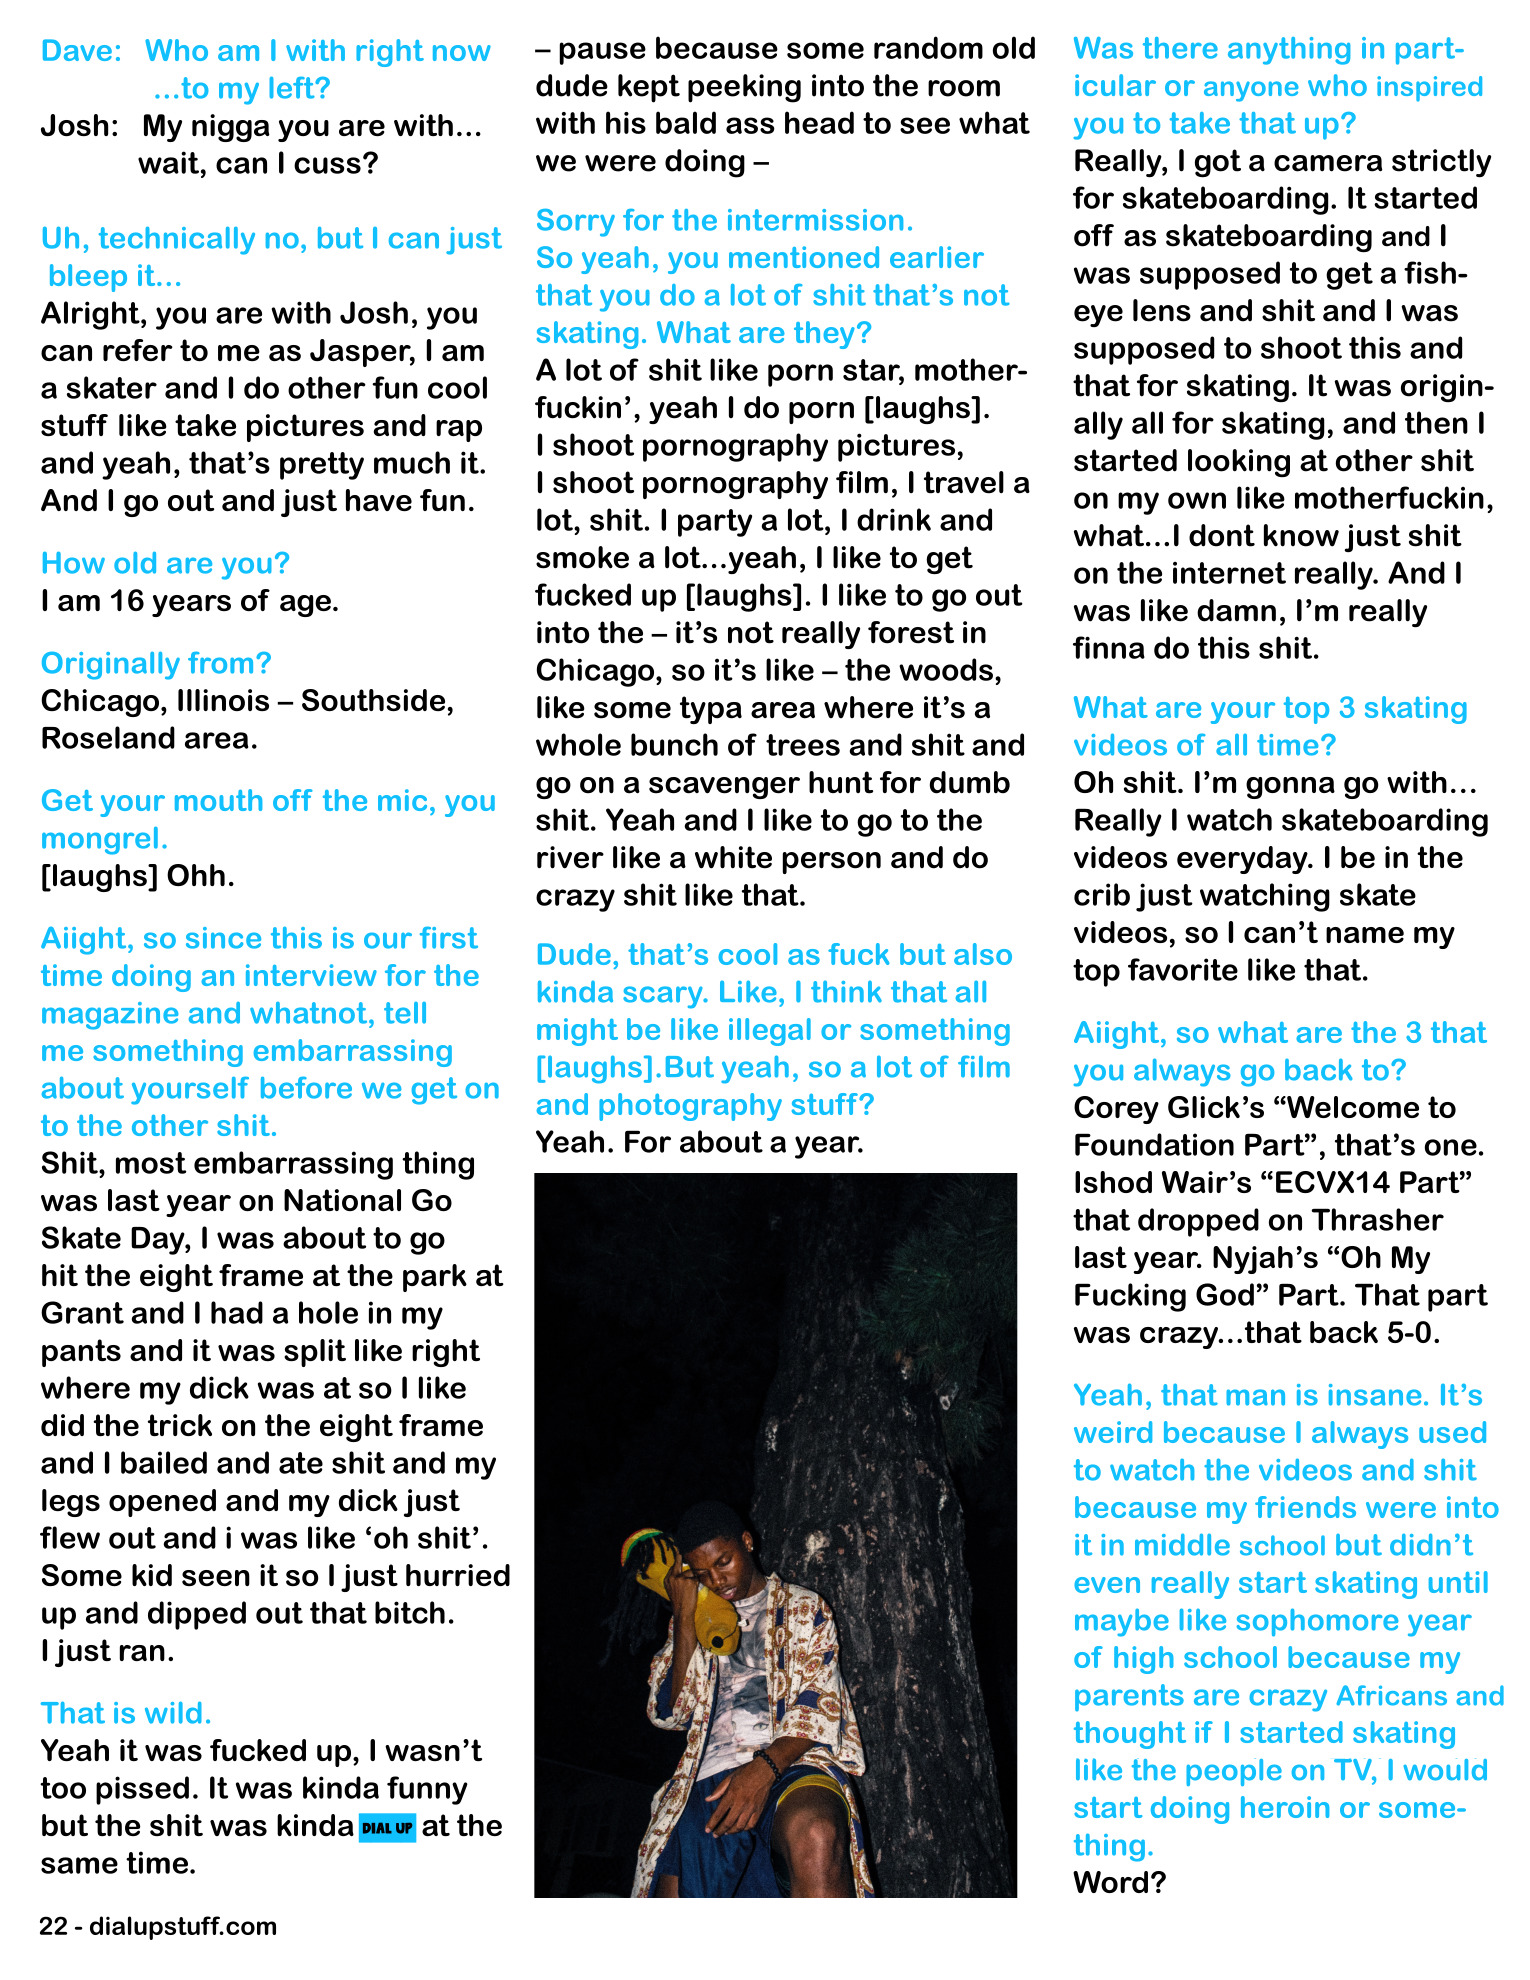 Dave: Who am I with right now
...to my left?
Josh: My nigga you are with...
wait, can I cuss?
Uh, technically no, but I can just
bleep it...
Alright, you are with Josh, you
can refer to me as Jasper, I am
a skater and I do other fun cool
stuff like take pictures and rap
and yeah, that's pretty much it.
And I go out and just have fun.
How old are you?
I am 16 years of age.
Originally from?
Chicago, Illinois – Southside,
Roseland area.
Get your mouth off the mic, you
mongrel.
[laughs] Ohh.
Aiight, so since this is our first
time doing an interview for the
magazine and whatnot, tell
me something embarrassing
about yourself before we get on
to the other shit.
Shit, most embarrassing thing
was last year on National Go
Skate Day, I was about to go
hit the eight frame at the park at
Grant and I had a hole in my
pants and it was split like right
where my dick was at so I like
did the trick on the eight frame
and I bailed and ate shit and my
legs opened and my dick just
flew out and i was like ‘oh shit’.
Some kid seen it so I just hurried
up and dipped out that bitch.
I just ran.
That is wild.
Yeah it was fucked up, I wasn't
too pissed. It was kinda funny
but the shit was kinda DIAL UP at the
same time.
– pause because some random old
dude kept peeking into the room
with his bald ass head to see what
we were doing –
Sorry for the intermission.
So yeah, you mentioned earlier
that you do a lot of shit that's not
skating. What are they?
A lot of shit like porn star, mother-
fuckin', yeah I do porn [laughs].
I shoot pornography pictures,
I shoot pornography film, I travel a
lot, shit. I party a lot, I drink and
smoke a lot...yeah, I like to get
fucked up [laughs]. I like to go out
into the – it's not really forest in
Chicago, so it's like – the woods,
like some typa area where it's a
whole bunch of trees and shit and
go on a scavenger hunt for dumb
shit. Yeah and I like to go to the
river like a white person and do
crazy shit like that.
Dude, that's cool as fuck but also
kinda scary. Like, I think that all
might be like illegal or something
[laughs].But yeah, so a lot of film
and photography stuff?
Yeah. For about a year.
Was there anything in part-
icular or anyone who inspired
you to take that up?
Really, I got a camera strictly
for skateboarding. It started
off as skateboarding and I
was supposed to get a fish-
eye lens and shit and I was
supposed to shoot this and
that for skating. It was origin-
ally all for skating, and then I
started looking at other shit
on my own like motherfuckin,
what...I dont know just shit
on the internet really. And I
was like damn, I'm really
finna do this shit.
What are your top 3 skating
videos of all time?
Oh shit. I'm gonna go with...
Really I watch skateboarding
videos everyday. I be in the
crib just watching skate
videos, so I can't name my
top favorite like that.
Aiight, so what are the 3 that
you always go back to?
Corey Glick's “Welcome to
Foundation Part”, that's one.
Ishod Wair's “ECVX14 Part”
that dropped on Thrasher
last year. Nyjah's “Oh My
Fucking God” Part. That part
was crazy...that back 5-0.
Yeah, that man is insane. It's
weird because I always used
to watch the videos and shit
because my friends were into
it in middle school but didn't
even really start skating until
maybe like sophomore year
of high school because my
parents are crazy Africans and
thought if I started skating
like the people on TV, I would
start doing heroin or some-
thing.
Word?
22 - dialupstuff.com